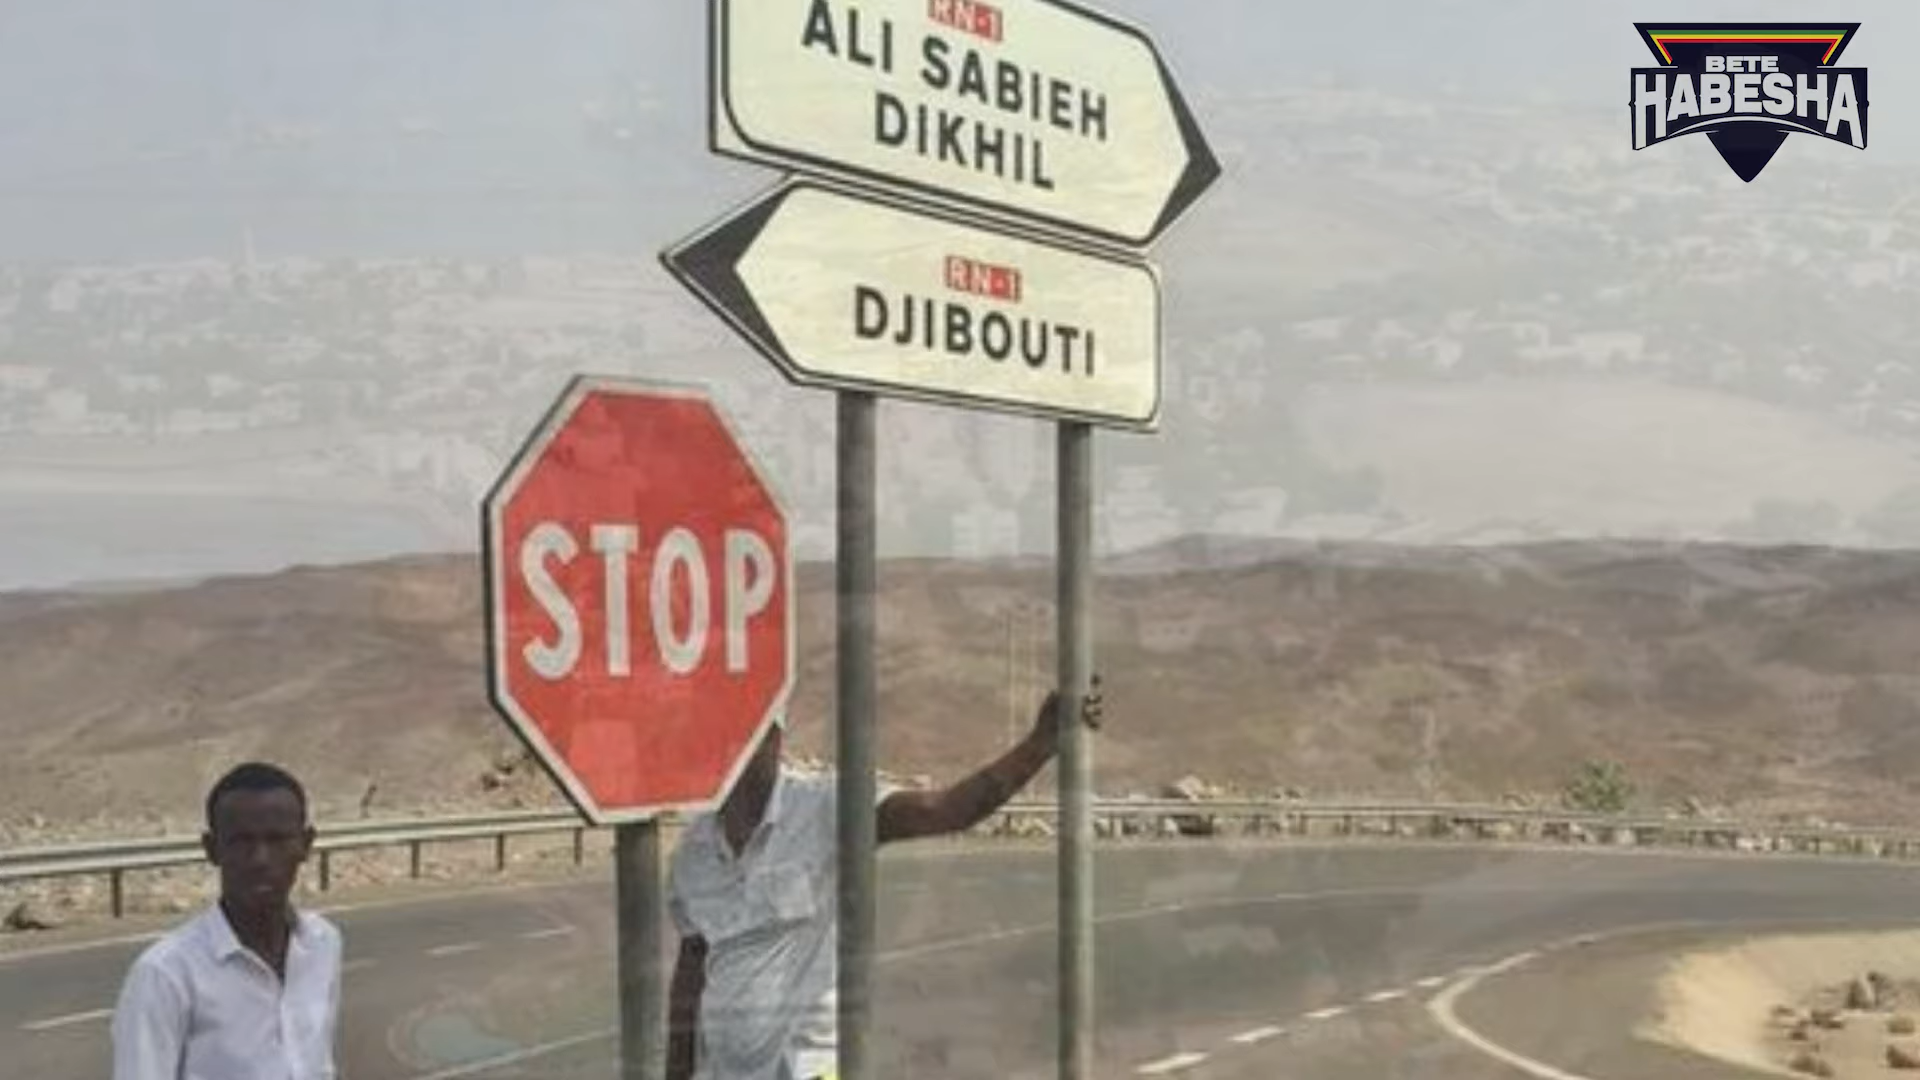 RN-1
ALI SABIEH
DIKHIL
RN-1
DJIBOUTI
STOP
BETE
HABESHA